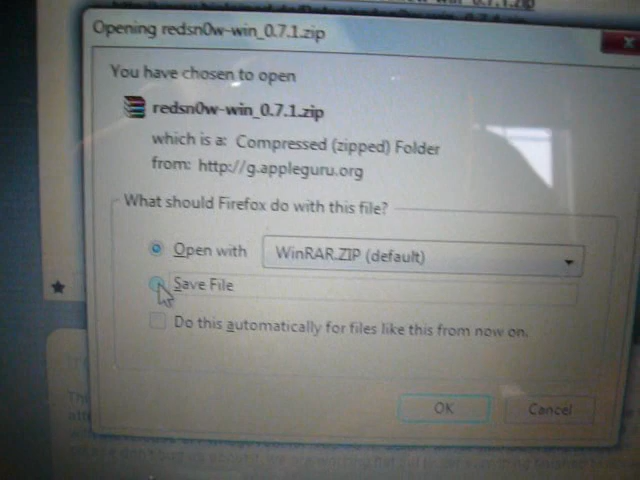 Opening redsn0w-win_0.7.1.zip
You have chosen to open
redsn0w-win_0.7.1.zip
which is a: Compressed (zipped) Folder
from: http://g.appleguru.org
What should Firefox do with this file?
Open with WinRAR.ZIP (default)
Save File
Do this automatically for files like this from now on.
OK Cancel